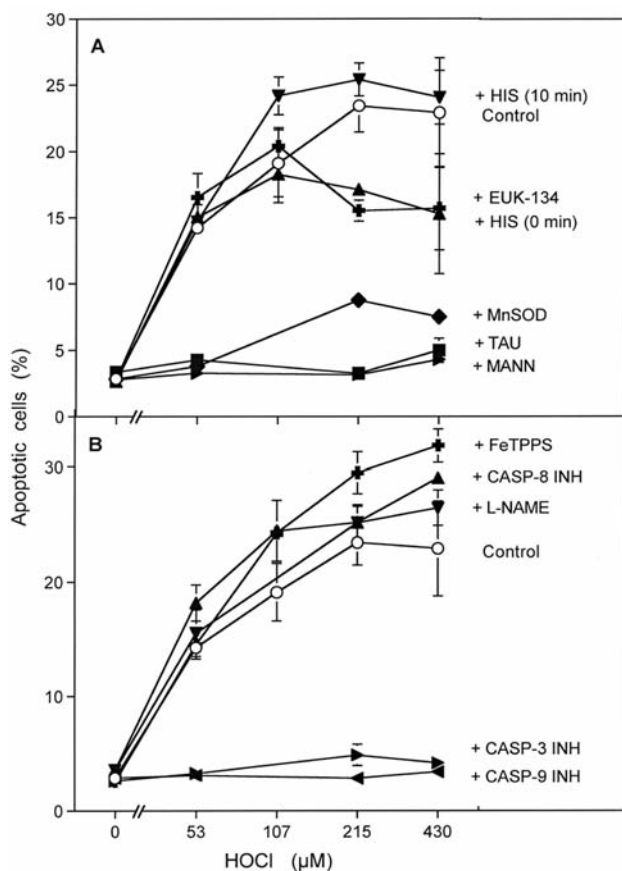 A
30
25
20
15
10
5
0
+ HIS (10 min)
Control
+ EUK-134
+ HIS (0 min)
+ MnSOD
+ TAU
+ MANN
Apoptotic cells (%)
B
30
20
10
0
+ FeTPPS
+ CASP-8 INH
+ L-NAME
Control
+ CASP-3 INH
+ CASP-9 INH
0 53 107 215 430
HOCl (µM)